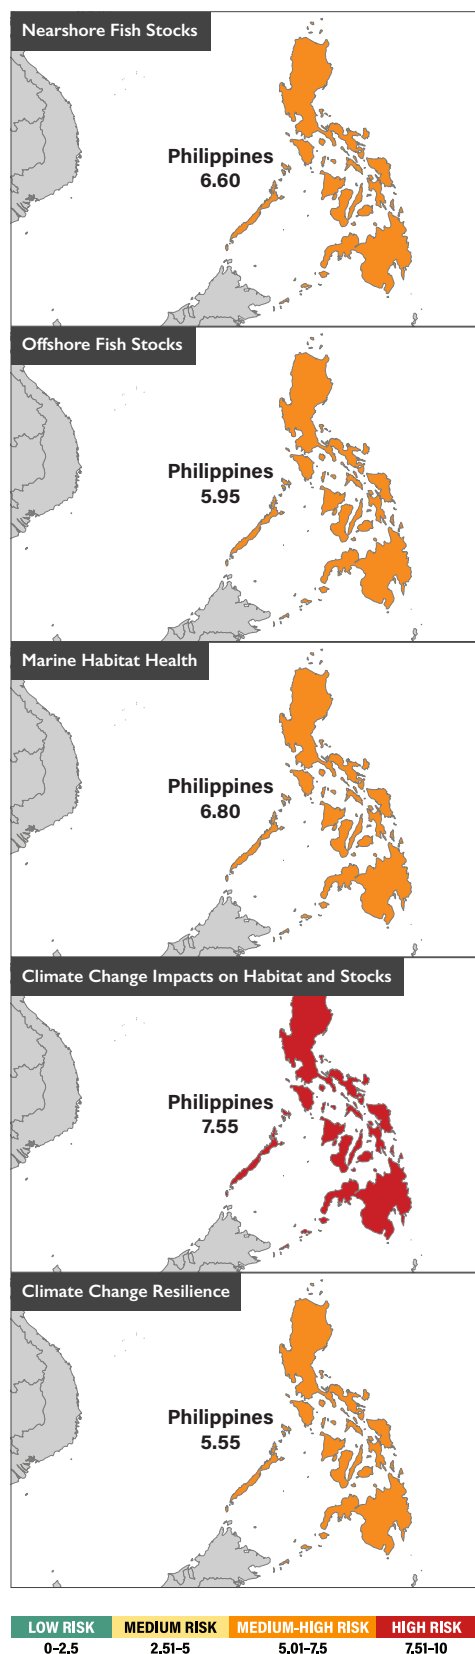 Nearshore Fish Stocks
Philippines
6.60
Offshore Fish Stocks
Philippines
5.95
Marine Habitat Health
Philippines
6.80
Climate Change Impacts on Habitat and Stocks
Philippines
7.55
Climate Change Resilience
Philippines
5.55
LOW RISK MEDIUM RISK MEDIUM-HIGH RISK HIGH RISK
0–2.5 2.51–5 5.01–7.5 7.51–10